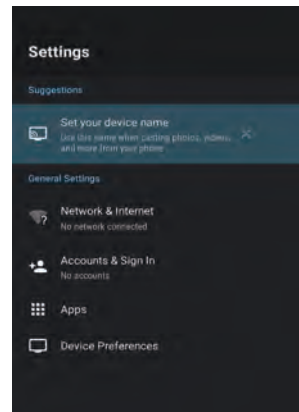 Settings
Suggestions
Set your device name
Use this name when casting photos, videos,
and more from your phone
General Settings
Network & Internet
No network connected
Accounts & Sign In
No accounts
Apps
Device Preferences